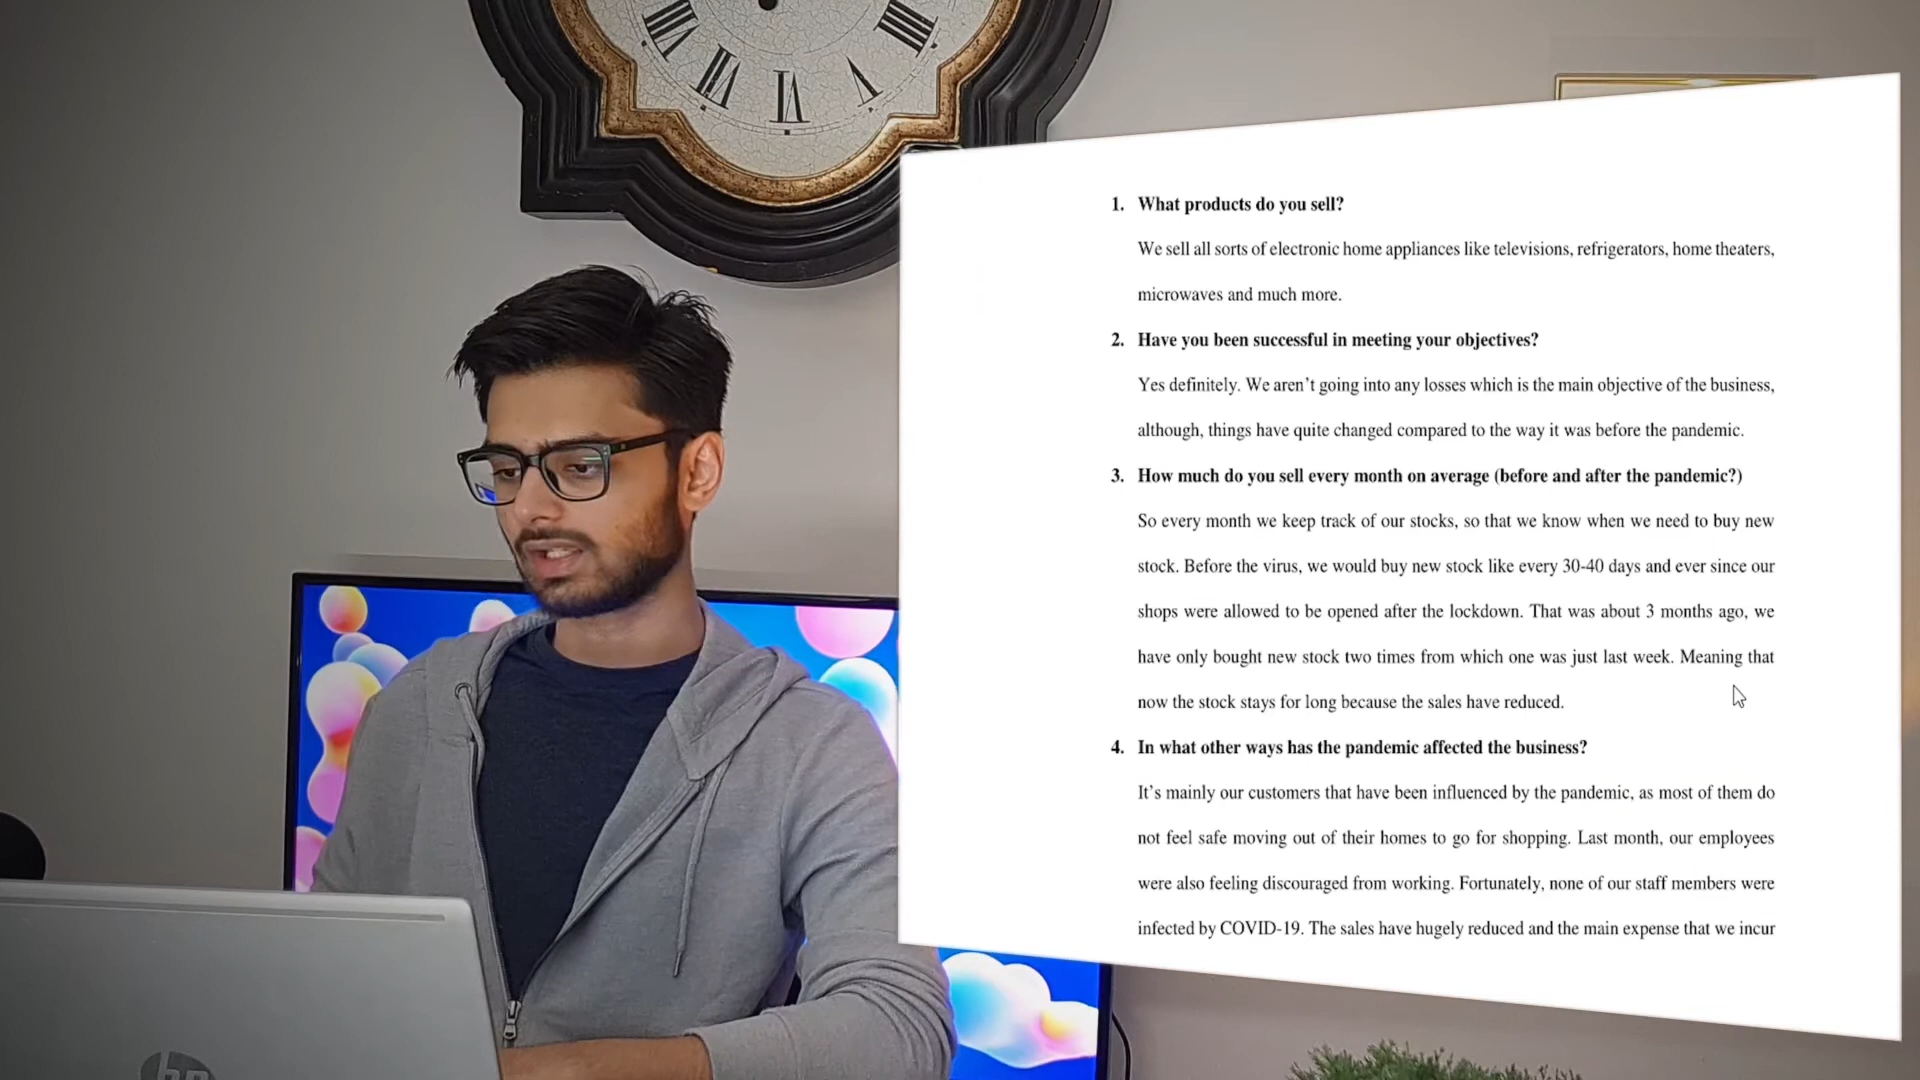 1. What products do you sell?
We sell all sorts of electronic home appliances like televisions, refrigerators, home theaters,
microwaves and much more.
2. Have you been successful in meeting your objectives?
Yes definitely. We aren't going into any losses which is the main objective of the business,
although, things have quite changed compared to the way it was before the pandemic.
3. How much do you sell every month on average (before and after the pandemic?)
So every month we keep track of our stocks, so that we know when we need to buy new
stock. Before the virus, we would buy new stock like every 30-40 days and ever since our
shops were allowed to be opened after the lockdown. That was about 3 months ago, we
have only bought new stock two times from which one was just last week. Meaning that
now the stock stays for long because the sales have reduced.
4. In what other ways has the pandemic affected the business?
It's mainly our customers that have been influenced by the pandemic, as most of them do
not feel safe moving out of their homes to go for shopping. Last month, our employees
were also feeling discouraged from working. Fortunately, none of our staff members were
infected by COVID-19. The sales have hugely reduced and the main expense that we incur
IIII
VII
VI
V
IIII
hp